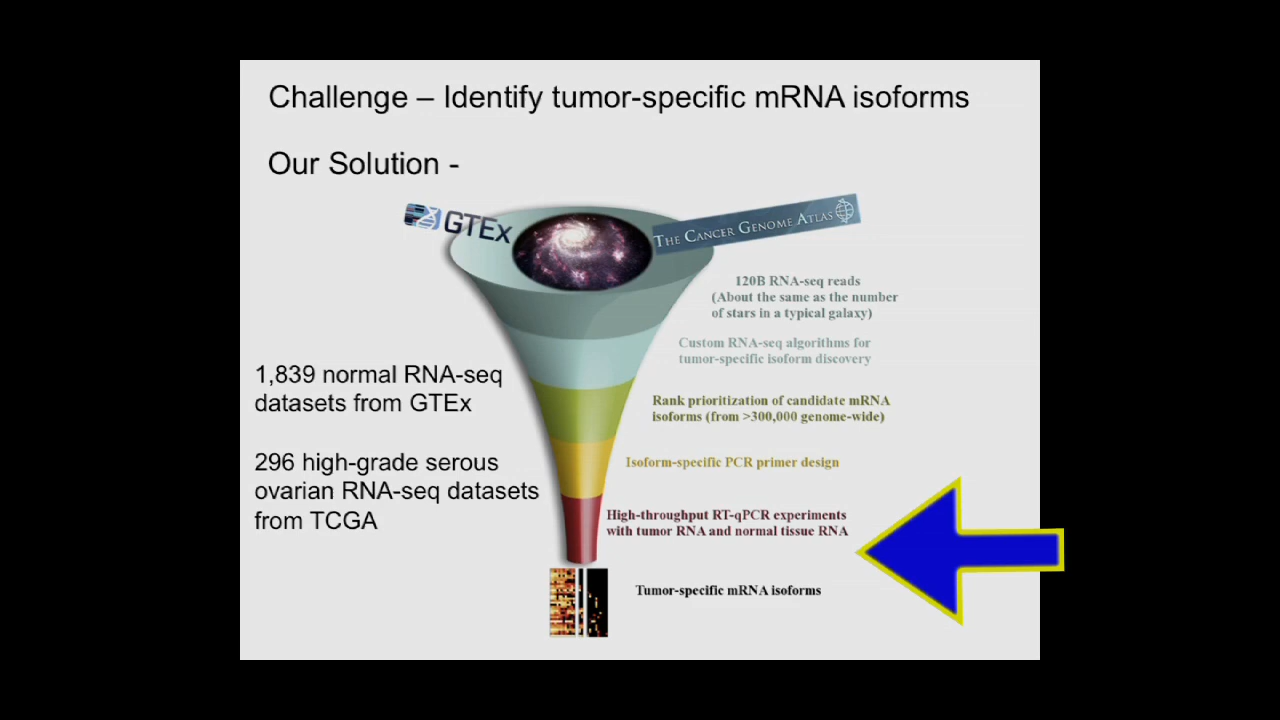 Challenge – Identify tumor-specific mRNA isoforms
Our Solution -
GTEx
THE CANCER GENOME ATLAS
120B RNA-seq reads
(About the same as the number
of stars in a typical galaxy)
Custom RNA-seq algorithms for
tumor-specific isoform discovery
1,839 normal RNA-seq
datasets from GTEx
Rank prioritization of candidate mRNA
isoforms (from >300,000 genome-wide)
296 high-grade serous
ovarian RNA-seq datasets
from TCGA
Isoform-specific PCR primer design
High-throughput RT-qPCR experiments
with tumor RNA and normal tissue RNA
Tumor-specific mRNA isoforms